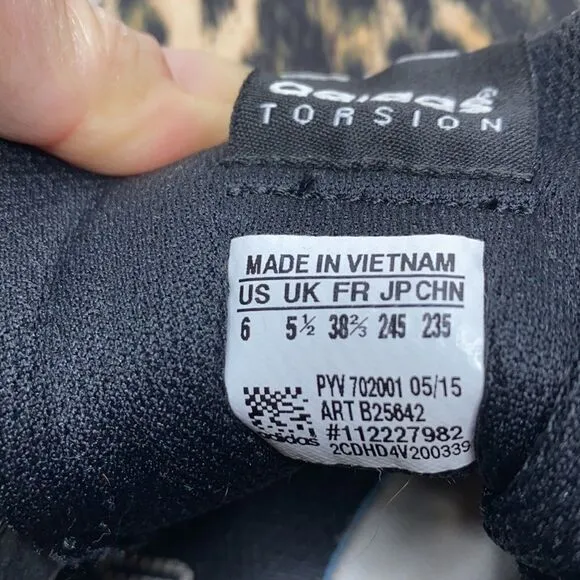 adidas
TORSION
MADE IN VIETNAM
US UK FR JP CHN
6 5½ 38⅔ 245 235
PYV 702001 05/15
ART B25642
#112227982
adidas
2CDHD4V200339